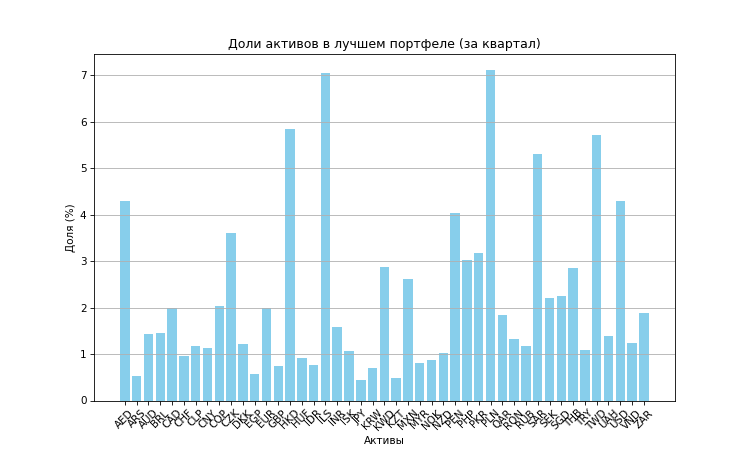 Доли активов в лучшем портфеле (за квартал)
Доля (%)
7
6
5
4
3
2
1
0
AED ARS AUD BRL CAD CHF CLP CNY COP CZK DKK EGP EUR GBP HKD HUF IDR ILS INR ISK JPY KRW KWD KZT MXN MYR NOK NZD PEN PHP PKR PLN QAR RON RUB SAR SEK SGD THB TRY TWD UAH USD VND ZAR
Активы